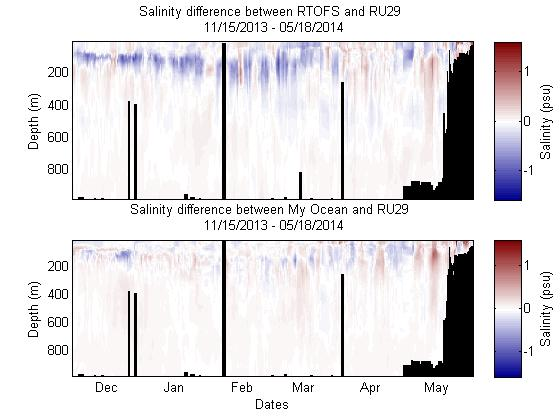 Salinity difference between RTOFS and RU29
11/15/2013 - 05/18/2014
Depth (m)
200
400
600
800
1
0
-1
Salinity (psu)
Salinity difference between My Ocean and RU29
11/15/2013 - 05/18/2014
Depth (m)
200
400
600
800
1
0
-1
Salinity (psu)
Dec Jan Feb Mar Apr May
Dates